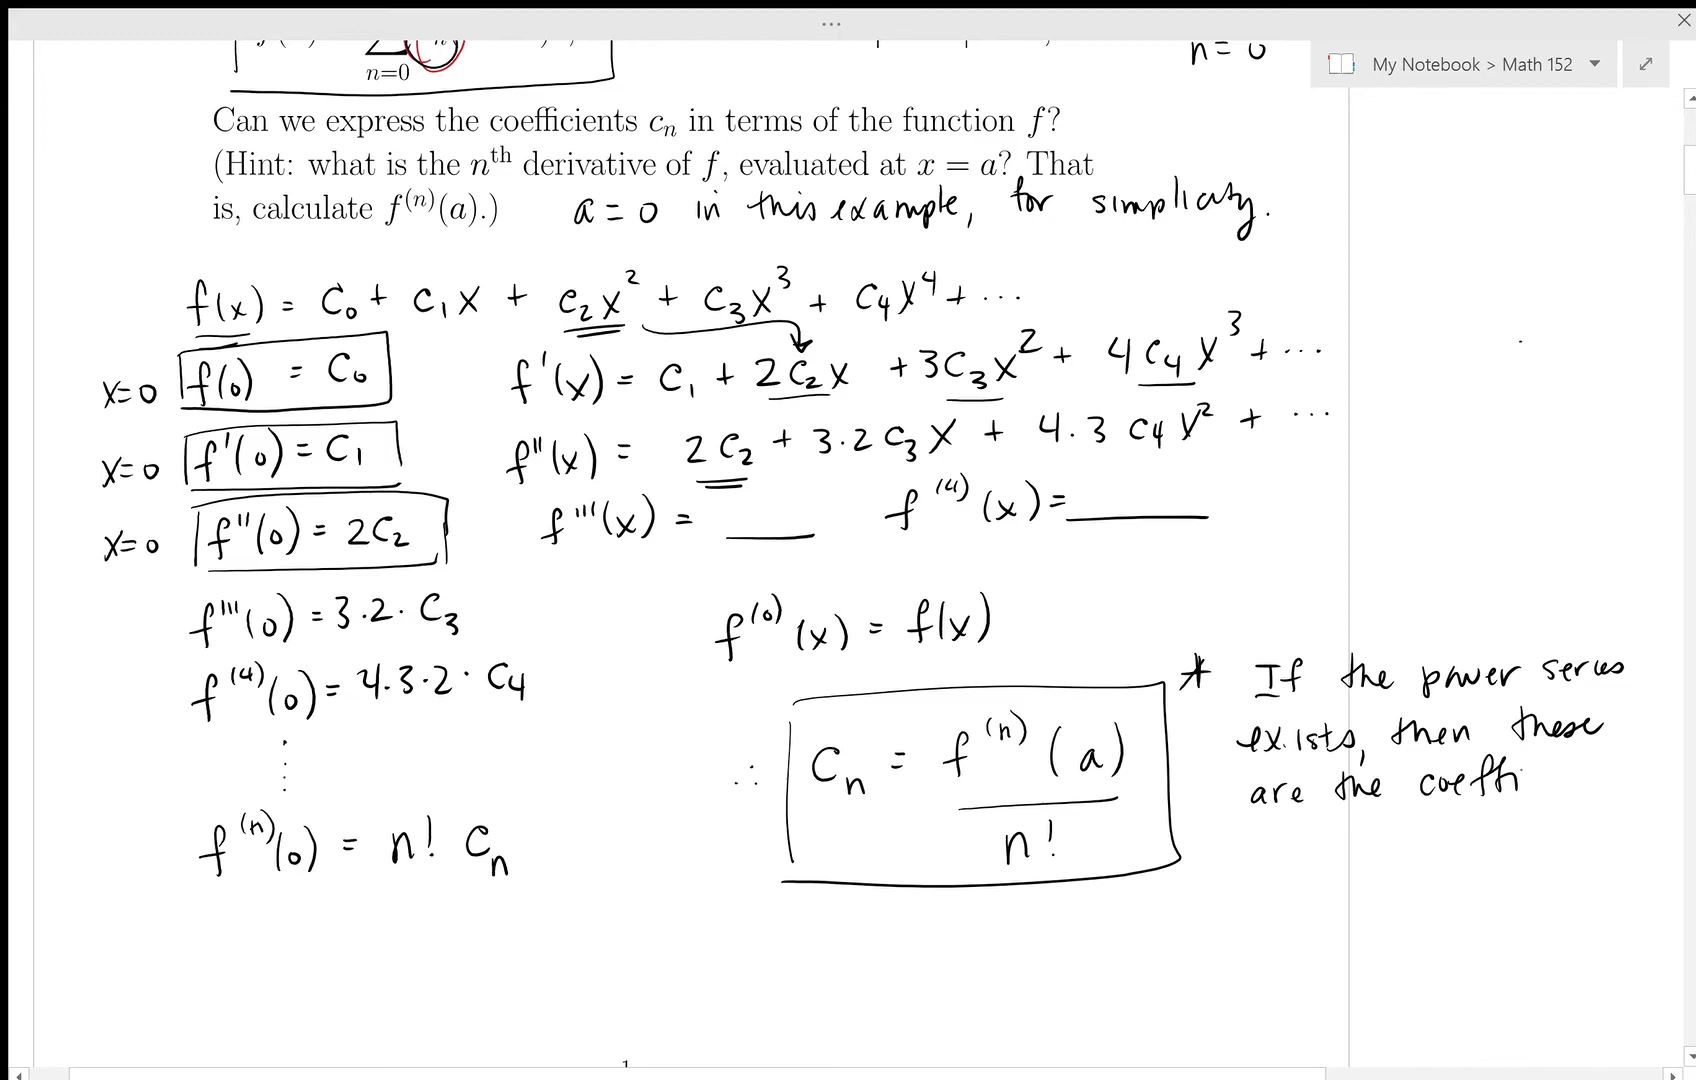 ...
n=0
n = 0
My Notebook > Math 152
Can we express the coefficients cₙ in terms of the function f?
(Hint: what is the nᵗʰ derivative of f, evaluated at x = a? That
is, calculate f⁽ⁿ⁾(a).) a = 0 in this example, for simplicity.
f(x) = C₀ + C₁X + C₂X² + C₃X³ + C₄X⁴ + ...
X=0 f(0) = C₀ f'(x) = C₁ + 2C₂X + 3C₃X² + 4C₄X³ + ...
X=0 f'(0) = C₁ f''(x) = 2C₂ + 3·2C₃X + 4·3C₄X² + ...
X=0 f''(0) = 2C₂ f'''(x) = ____ f⁽⁴⁾(x) = ____
f'''(0) = 3·2·C₃ f⁽⁰⁾(x) = f(x)
f⁽⁴⁾(0) = 4·3·2·C₄
⋮
∴ Cₙ = f⁽ⁿ⁾(a) / n!
* If the power series
exists, then these
are the coeffi
f⁽ⁿ⁾(0) = n! Cₙ
1